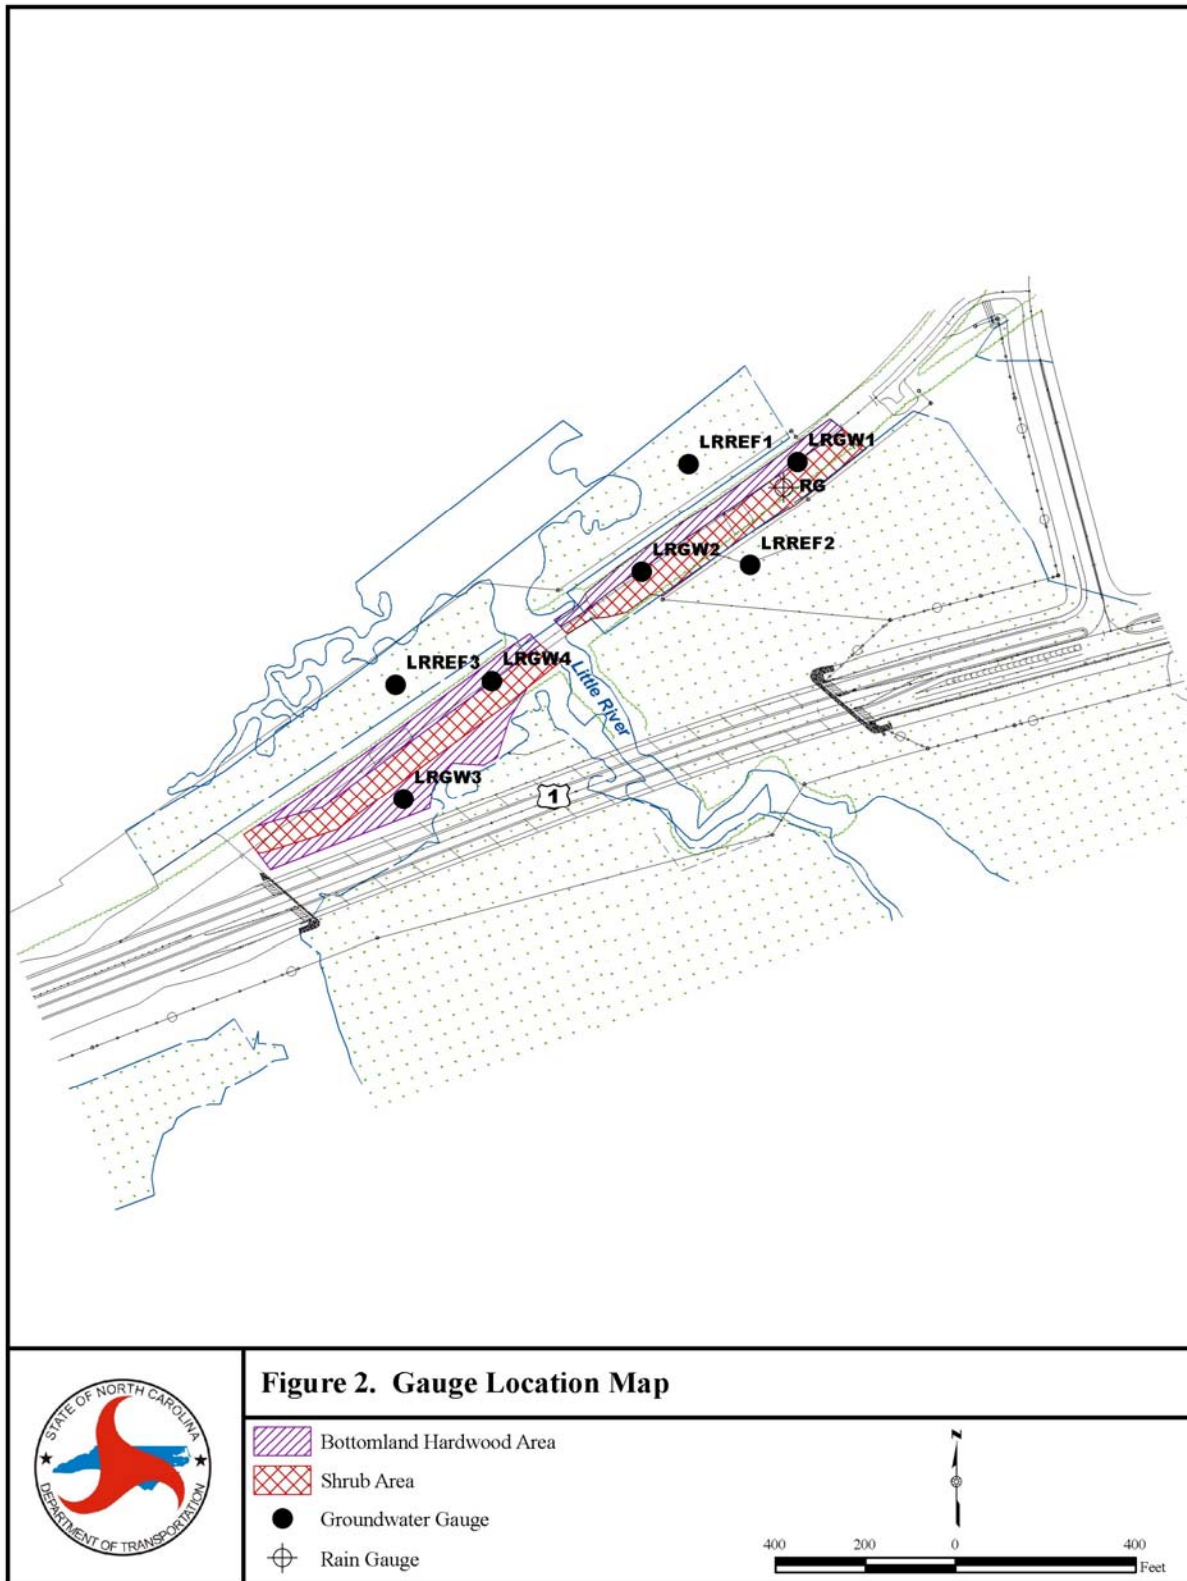 LRREF1
LRGW1
RG
LRGW2
LRREF2
LRREF3
LRGW4
Little River
LRGW3
1
STATE OF NORTH CAROLINA
DEPARTMENT OF TRANSPORTATION
Figure 2. Gauge Location Map
Bottomland Hardwood Area
Shrub Area
Groundwater Gauge
Rain Gauge
N
400 200 0 400
Feet